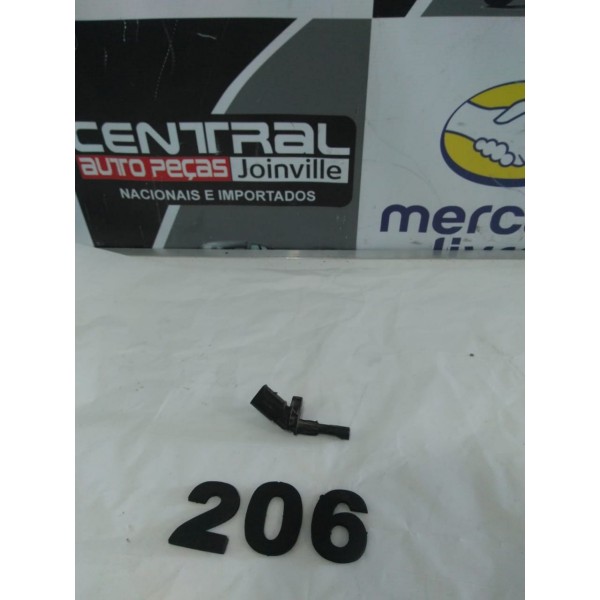 CENTRAL
AUTO PEÇAS Joinville
NACIONAIS E IMPORTADOS
merc
206